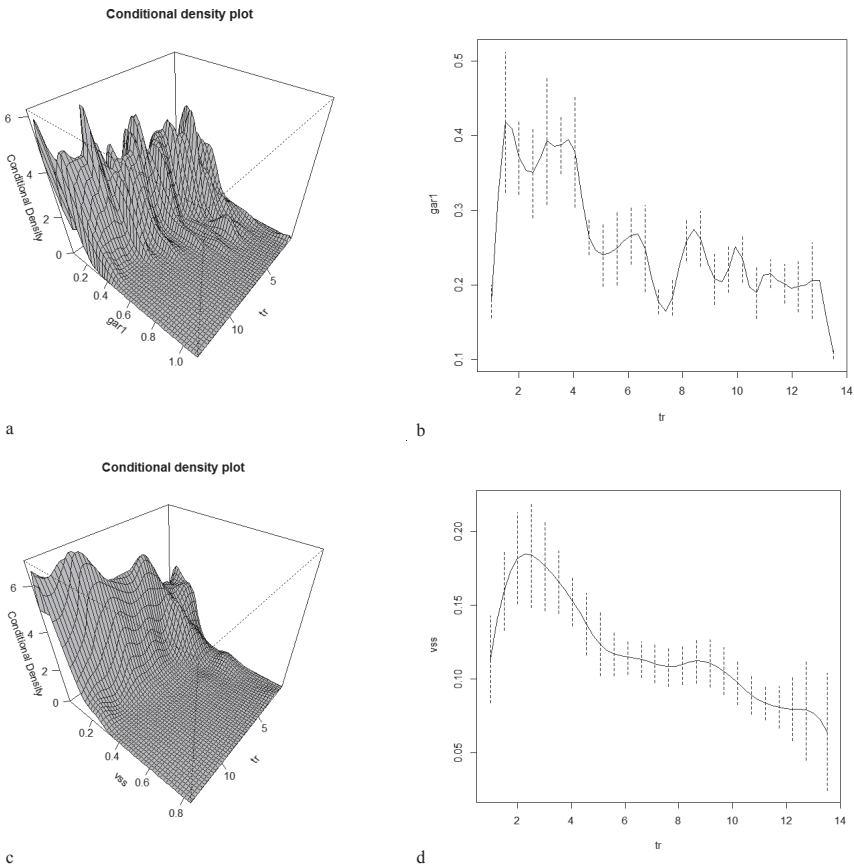 Conditional density plot
6
4
2
0
Conditional Density
0.2
0.4
0.6
0.8
1.0
gar1
5
10
tr
a
0.5
0.4
0.3
0.2
0.1
gar1
2 4 6 8 10 12 14
tr
b
Conditional density plot
6
4
2
0
Conditional Density
0.2
0.4
0.6
0.8
vss
5
10
tr
c
0.20
0.15
0.10
0.05
vss
2 4 6 8 10 12 14
tr
d